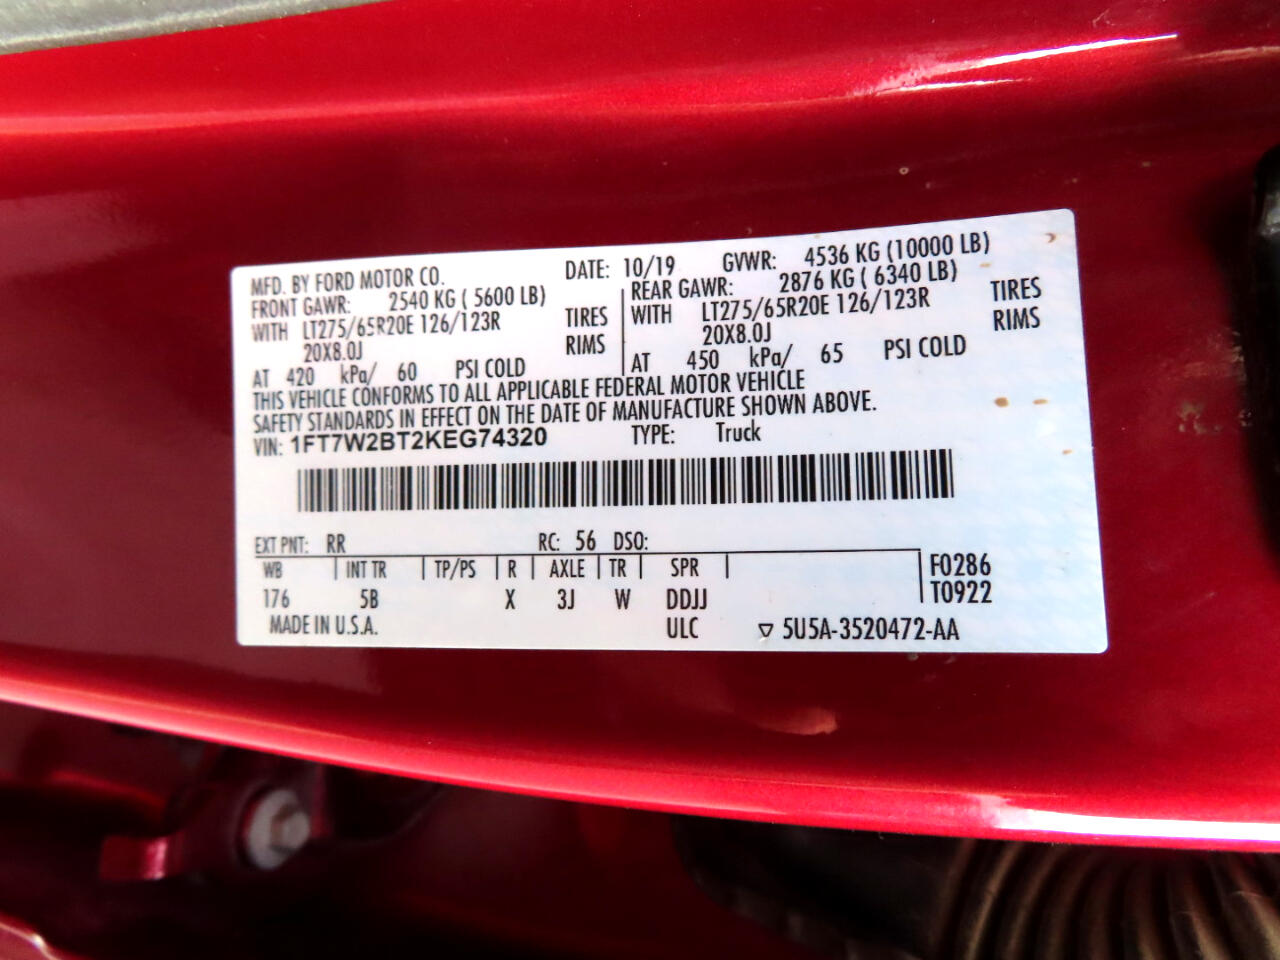 MFD. BY FORD MOTOR CO. DATE: 10/19 GVWR: 4536 KG (10000 LB)
FRONT GAWR: 2540 KG ( 5600 LB) REAR GAWR: 2876 KG ( 6340 LB)
WITH LT275/65R20E 126/123R TIRES WITH LT275/65R20E 126/123R TIRES
20X8.0J RIMS 20X8.0J RIMS
AT 420 kPa/ 60 PSI COLD AT 450 kPa/ 65 PSI COLD
THIS VEHICLE CONFORMS TO ALL APPLICABLE FEDERAL MOTOR VEHICLE
SAFETY STANDARDS IN EFFECT ON THE DATE OF MANUFACTURE SHOWN ABOVE.
VIN: 1FT7W2BT2KEG74320 TYPE: Truck
EXT PNT: RR RC: 56 DSO:
WB INT TR TP/PS R AXLE TR SPR F0286
176 5B X 3J W DDJJ T0922
MADE IN U.S.A. ULC ▽ 5U5A-3520472-AA